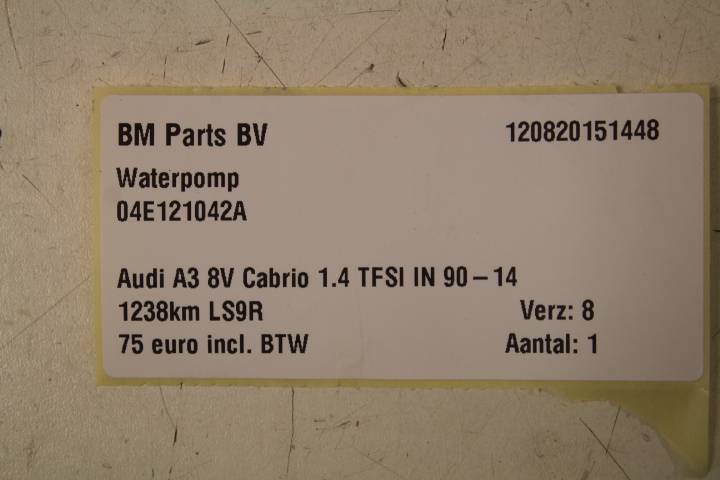 BM Parts BV 120820151448
Waterpomp
04E121042A
Audi A3 8V Cabrio 1.4 TFSI IN 90-14
1238km LS9R Verz: 8
75 euro incl. BTW Aantal: 1